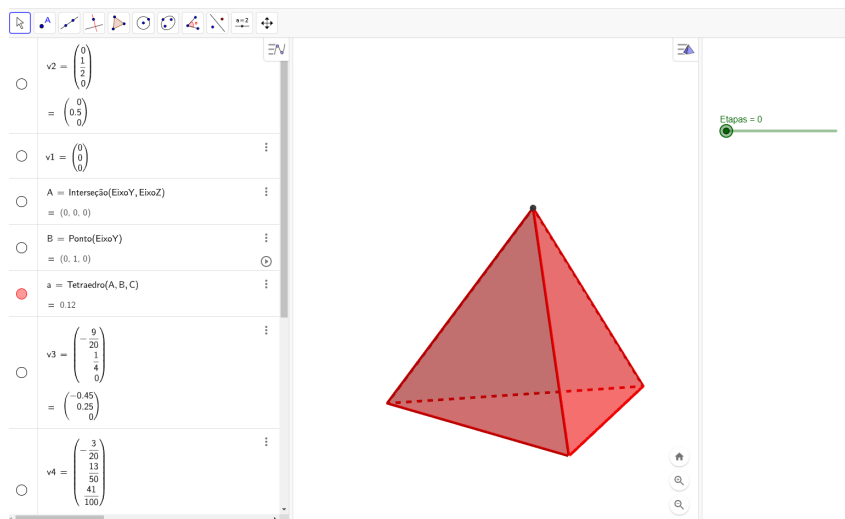 a=2
v2 = (0 1/2 0)
= (0 0.5 0)
v1 = (0 0 0)
A = Interseção(EixoY, EixoZ)
= (0, 0, 0)
B = Ponto(EixoY)
= (0, 1, 0)
a = Tetraedro(A, B, C)
= 0.12
v3 = (-9/20 1/4 0)
= (-0.45 0.25 0)
v4 = (-3/20 13/50 41/100)
Etapas = 0